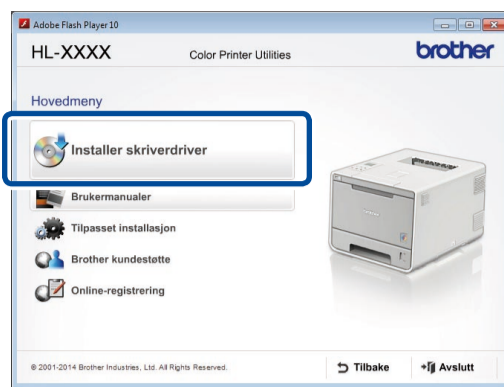 Adobe Flash Player 10
HL-XXXX
Color Printer Utilities
brother
Hovedmeny
Installer skriverdriver
Brukermanualer
Tilpasset installasjon
Brother kundestøtte
Online-registrering
© 2001-2014 Brother Industries, Ltd. All Rights Reserved.
Tilbake
Avslutt